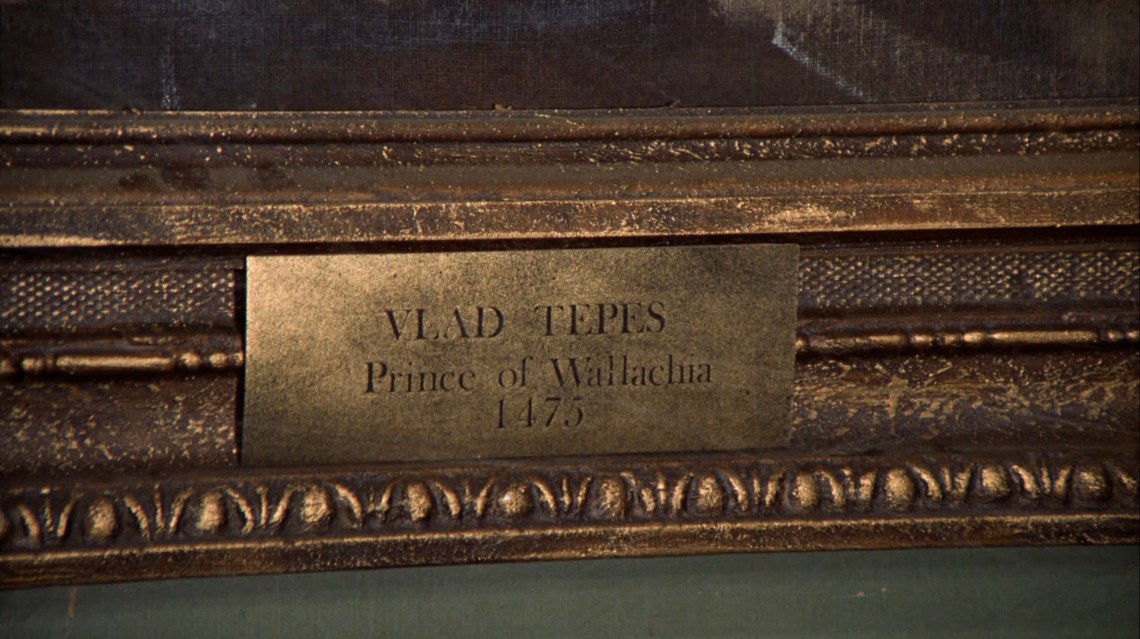 VLAD TEPES
Prince of Wallachia
1475